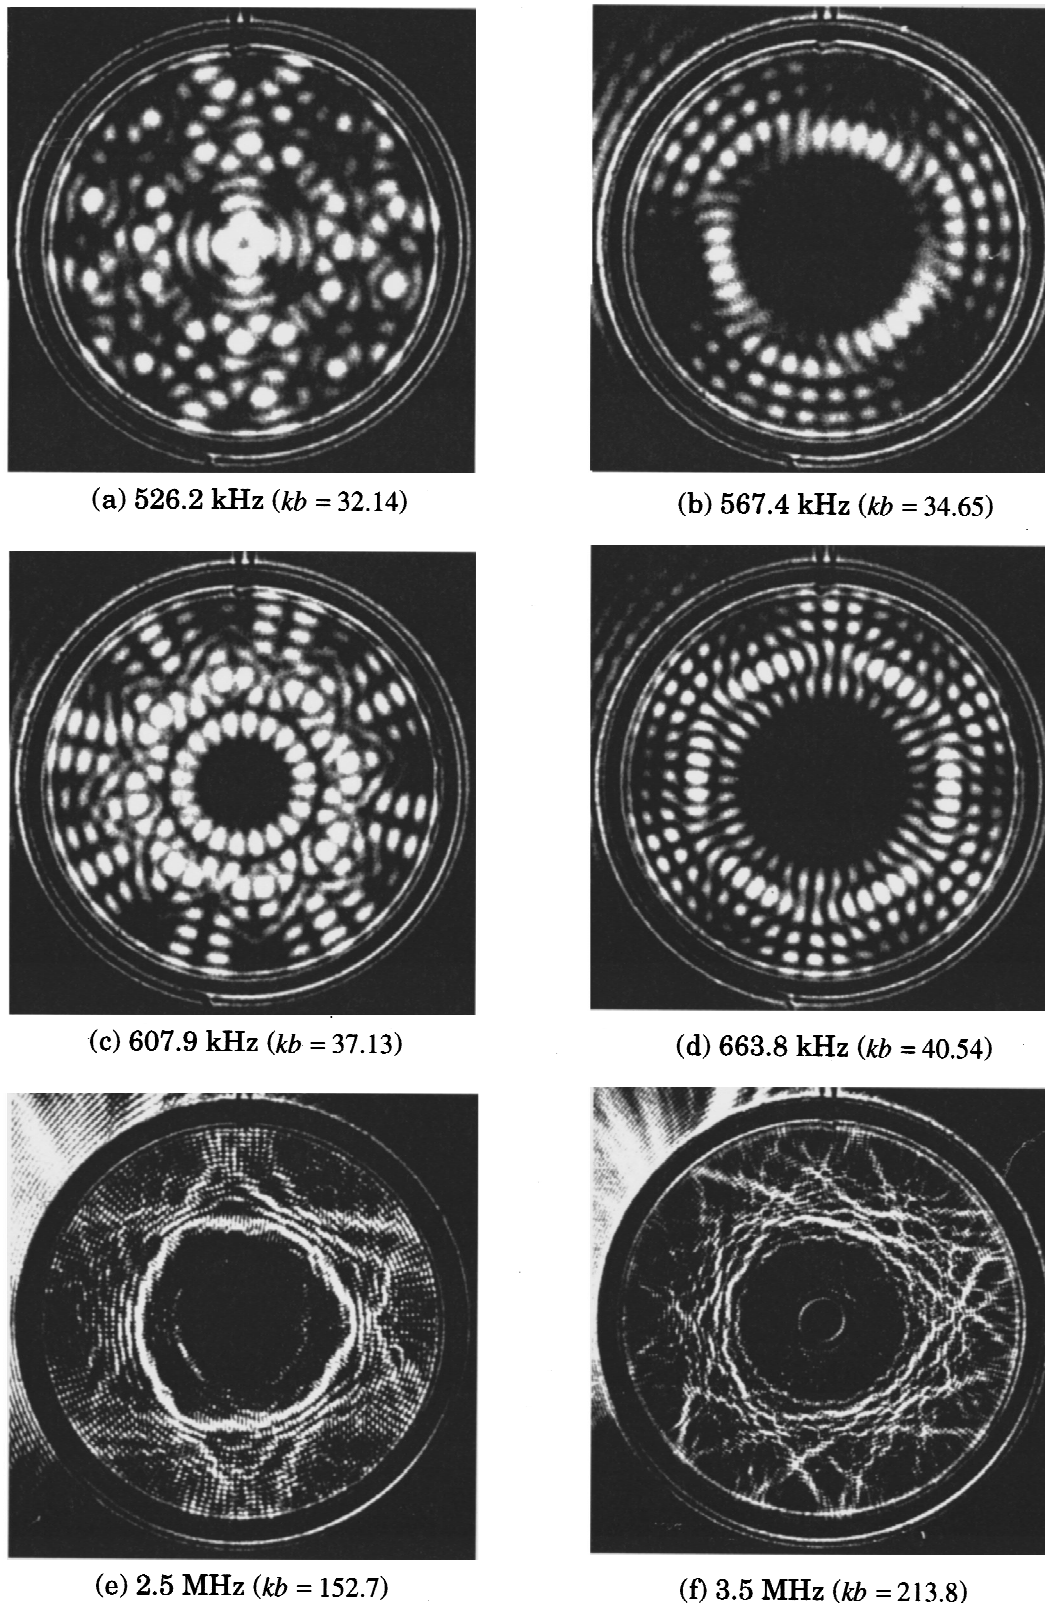 (a) 526.2 kHz (kb = 32.14)
(b) 567.4 kHz (kb = 34.65)
(c) 607.9 kHz (kb = 37.13)
(d) 663.8 kHz (kb = 40.54)
(e) 2.5 MHz (kb = 152.7)
(f) 3.5 MHz (kb = 213.8)